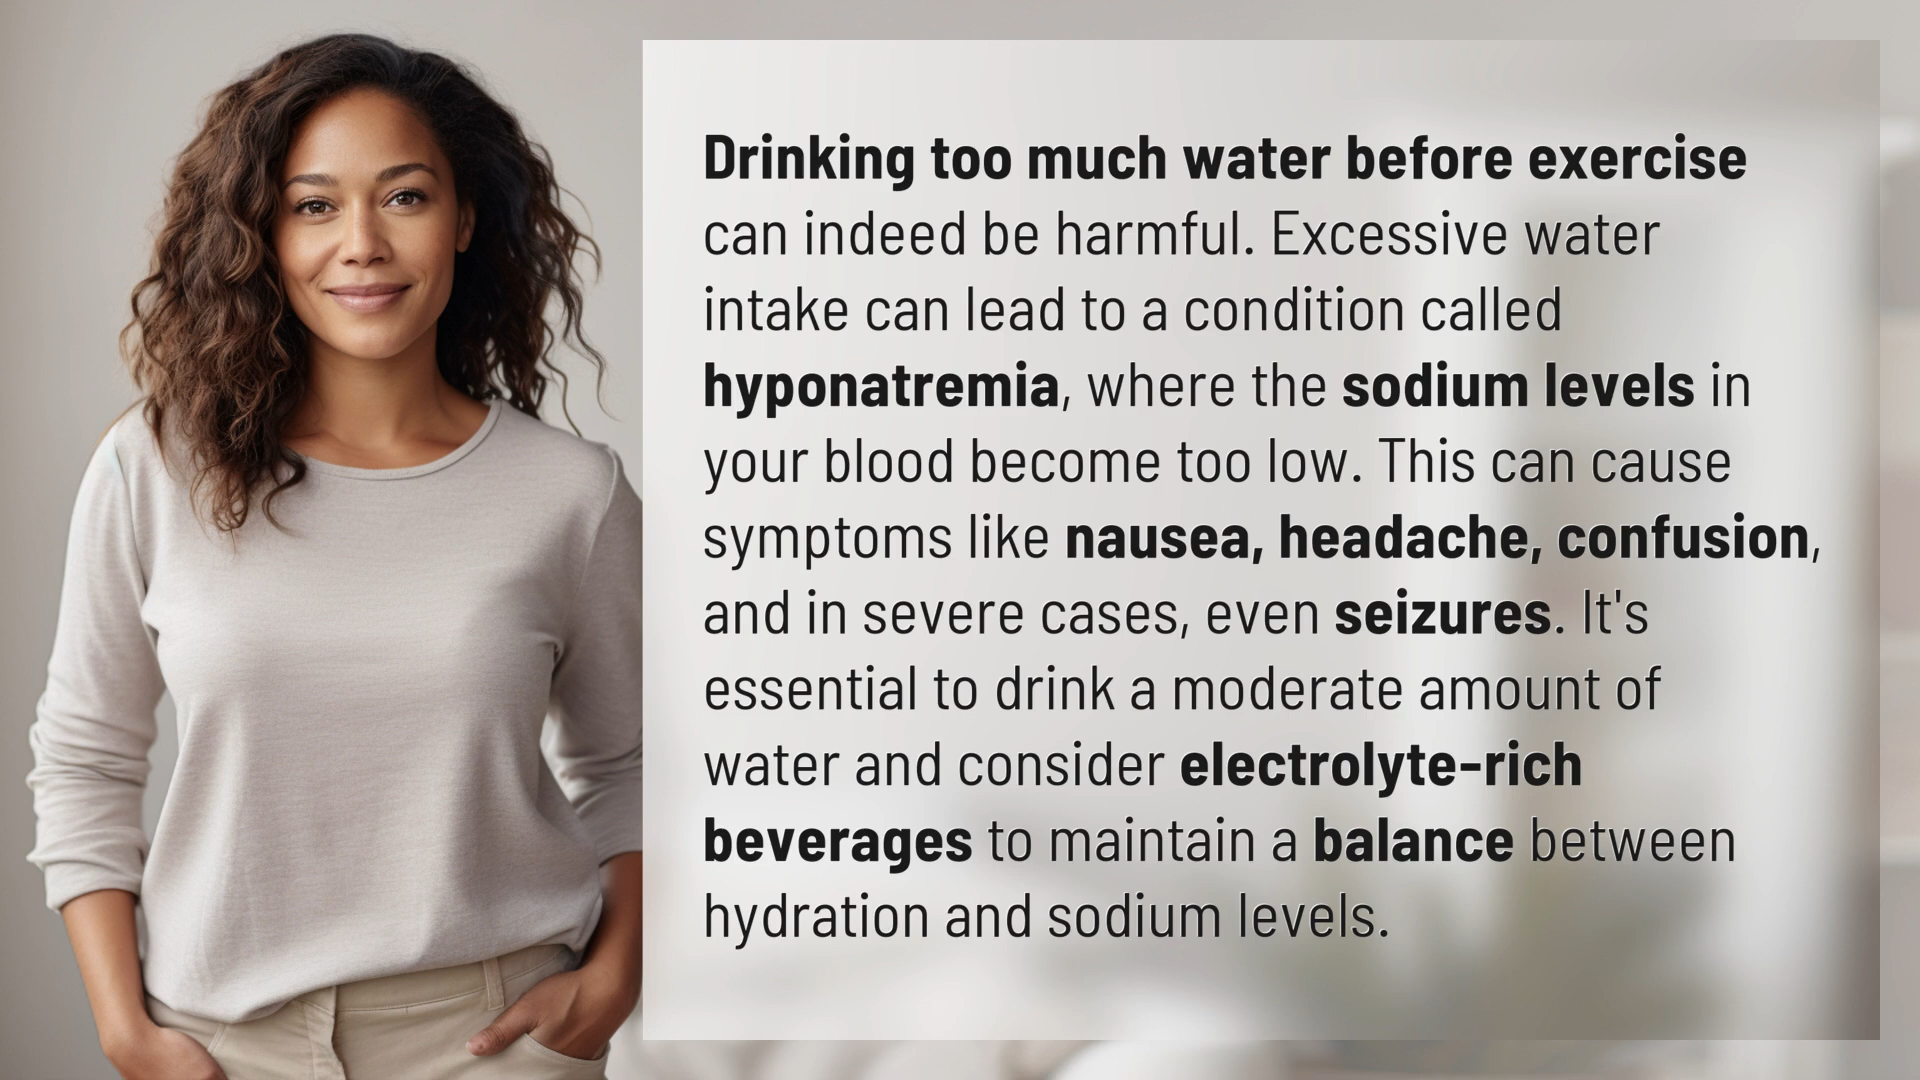 Drinking too much water before exercise
can indeed be harmful. Excessive water
intake can lead to a condition called
hyponatremia, where the sodium levels in
your blood become too low. This can cause
symptoms like nausea, headache, confusion,
and in severe cases, even seizures. It's
essential to drink a moderate amount of
water and consider electrolyte-rich
beverages to maintain a balance between
hydration and sodium levels.